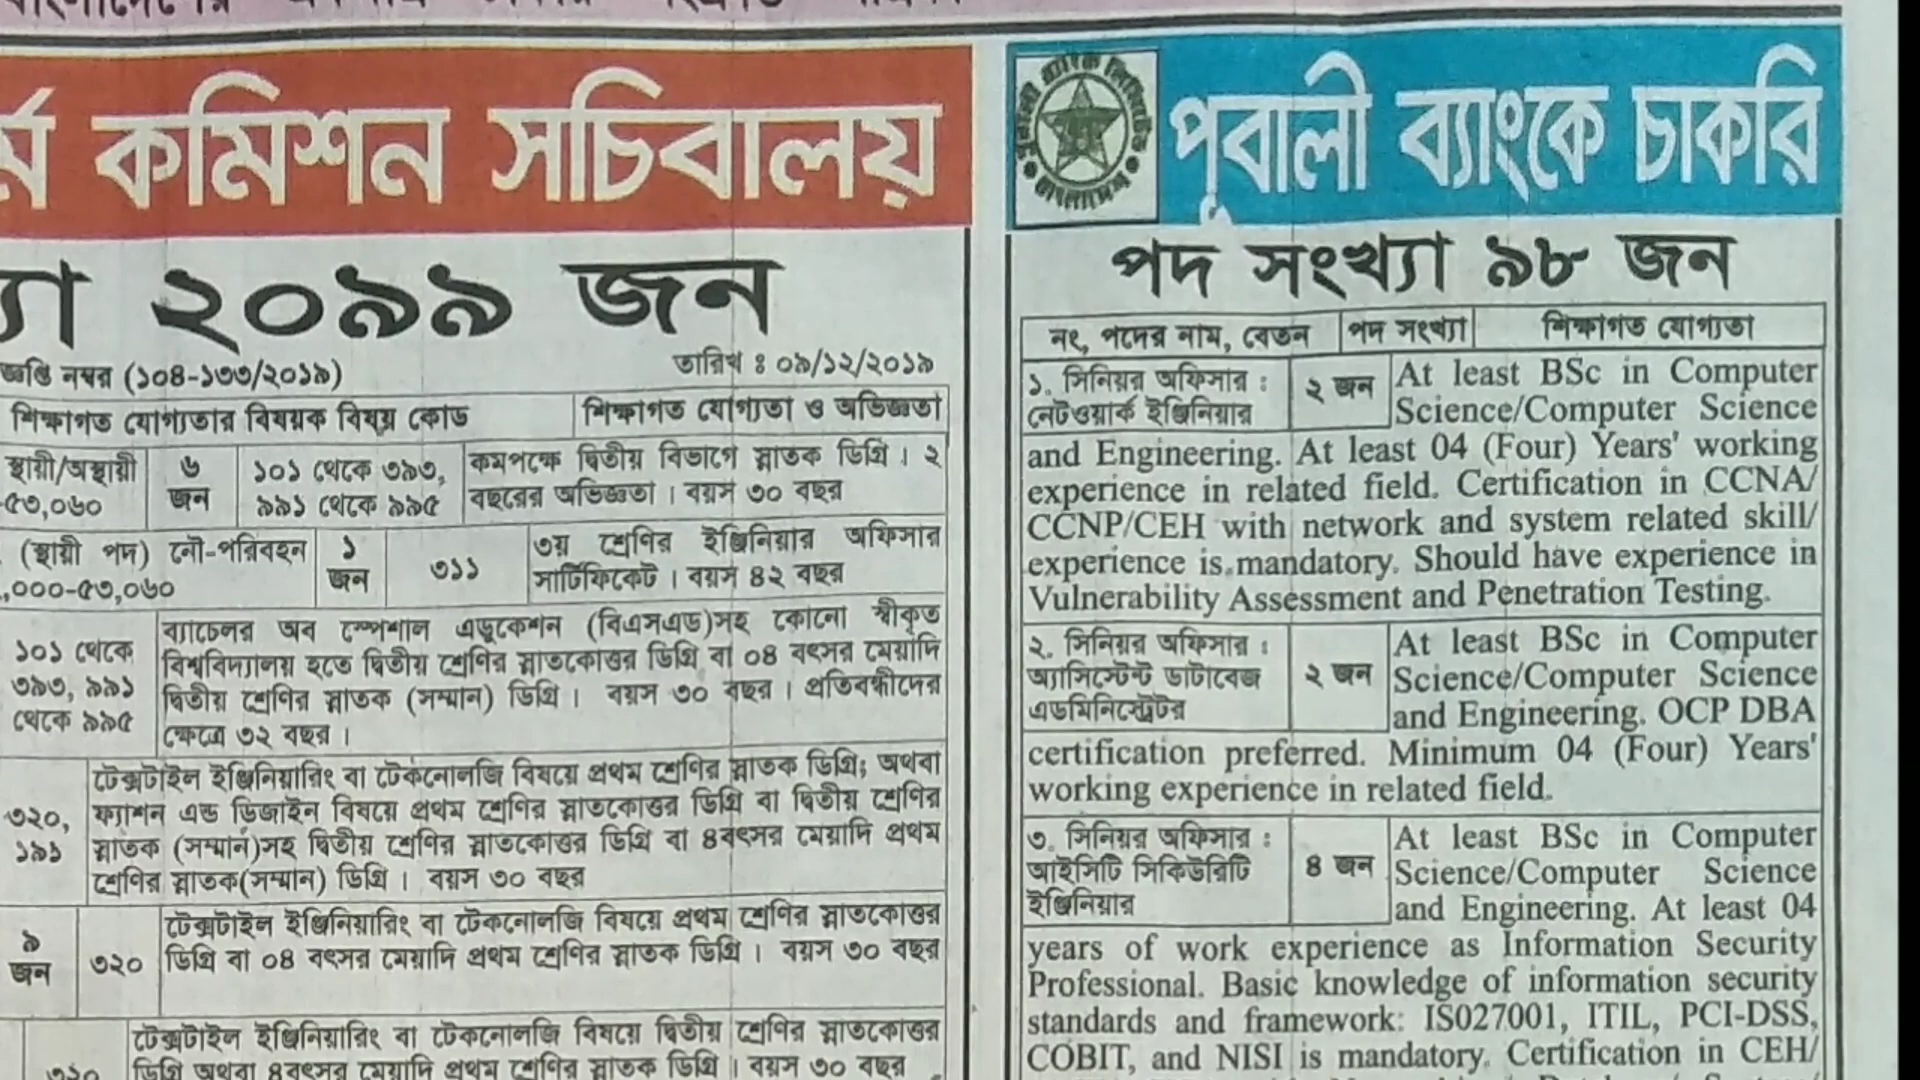 র্ম কমিশন সচিবালয়
২০৯৯ জন
নম্বর (১০৪-১৩৩/২০১৯)
তারিখ ঃ ০৯/১২/২০১৯
শিক্ষাগত যোগ্যতার বিষয়ক বিষয় কোড
শিক্ষাগত যোগ্যতা ও অভিজ্ঞতা
স্থায়ী/অস্থায়ী
-৫৩,০৬০
৬
জন
১০১ থেকে ৩৯৩,
৯৯১ থেকে ৯৯৫
কমপক্ষে দ্বিতীয় বিভাগে স্নাতক ডিগ্রি। ২
বছরের অভিজ্ঞতা। বয়স ৩০ বছর
(স্থায়ী পদ) নৌ-পরিবহন
,০০০-৫৩,০৬০
১
জন
৩১১
৩য় শ্রেণির ইঞ্জিনিয়ার অফিসার
সার্টিফিকেট। বয়স ৪২ বছর
১০১ থেকে
৩৯৩, ৯৯১
থেকে ৯৯৫
ব্যাচেলর অব স্পেশাল এডুকেশন (বিএসএড)সহ কোনো স্বীকৃত
বিশ্ববিদ্যালয় হতে দ্বিতীয় শ্রেণির স্নাতকোত্তর ডিগ্রি বা ০৪ বৎসর মেয়াদি
দ্বিতীয় শ্রেণির স্নাতক (সম্মান) ডিগ্রি। বয়স ৩০ বছর। প্রতিবন্ধীদের
ক্ষেত্রে ৩২ বছর।
৩২০,
১৯১
টেক্সটাইল ইঞ্জিনিয়ারিং বা টেকনোলজি বিষয়ে প্রথম শ্রেণির স্নাতক ডিগ্রি; অথবা
ফ্যাশন এন্ড ডিজাইন বিষয়ে প্রথম শ্রেণির স্নাতকোত্তর ডিগ্রি বা দ্বিতীয় শ্রেণির
স্নাতক (সম্মান)সহ দ্বিতীয় শ্রেণির স্নাতকোত্তর ডিগ্রি বা ৪বৎসর মেয়াদি প্রথম
শ্রেণির স্নাতক(সম্মান) ডিগ্রি। বয়স ৩০ বছর
৯
জন
৩২০
টেক্সটাইল ইঞ্জিনিয়ারিং বা টেকনোলজি বিষয়ে প্রথম শ্রেণির স্নাতকোত্তর
ডিগ্রি বা ০৪ বৎসর মেয়াদি প্রথম শ্রেণির স্নাতক ডিগ্রি। বয়স ৩০ বছর
টেক্সটাইল ইঞ্জিনিয়ারিং বা টেকনোলজি বিষয়ে দ্বিতীয় শ্রেণির স্নাতকোত্তর
ডিগ্রি অথবা ৪বৎসর মেয়াদি প্রথম শ্রেণির স্নাতক ডিগ্রি। বয়স ৩০ বছর
পূবালী ব্যাংকে চাকরি
পদ সংখ্যা ৯৮ জন
নং, পদের নাম, বেতন
পদ সংখ্যা
শিক্ষাগত যোগ্যতা
১. সিনিয়র অফিসার :
নেটওয়ার্ক ইঞ্জিনিয়ার
২ জন
At least BSc in Computer
Science/Computer Science
and Engineering. At least 04 (Four) Years' working
experience in related field. Certification in CCNA/
CCNP/CEH with network and system related skill/
experience is mandatory. Should have experience in
Vulnerability Assessment and Penetration Testing.
২. সিনিয়র অফিসার :
অ্যাসিস্টেন্ট ডাটাবেজ
এডমিনিস্ট্রেটর
২ জন
At least BSc in Computer
Science/Computer Science
and Engineering. OCP DBA
certification preferred. Minimum 04 (Four) Years'
working experience in related field.
৩. সিনিয়র অফিসার :
আইসিটি সিকিউরিটি
ইঞ্জিনিয়ার
৪ জন
At least BSc in Computer
Science/Computer Science
and Engineering. At least 04
years of work experience as Information Security
Professional. Basic knowledge of information security
standards and framework: IS027001, ITIL, PCI-DSS,
COBIT, and NISI is mandatory. Certification in CEH/